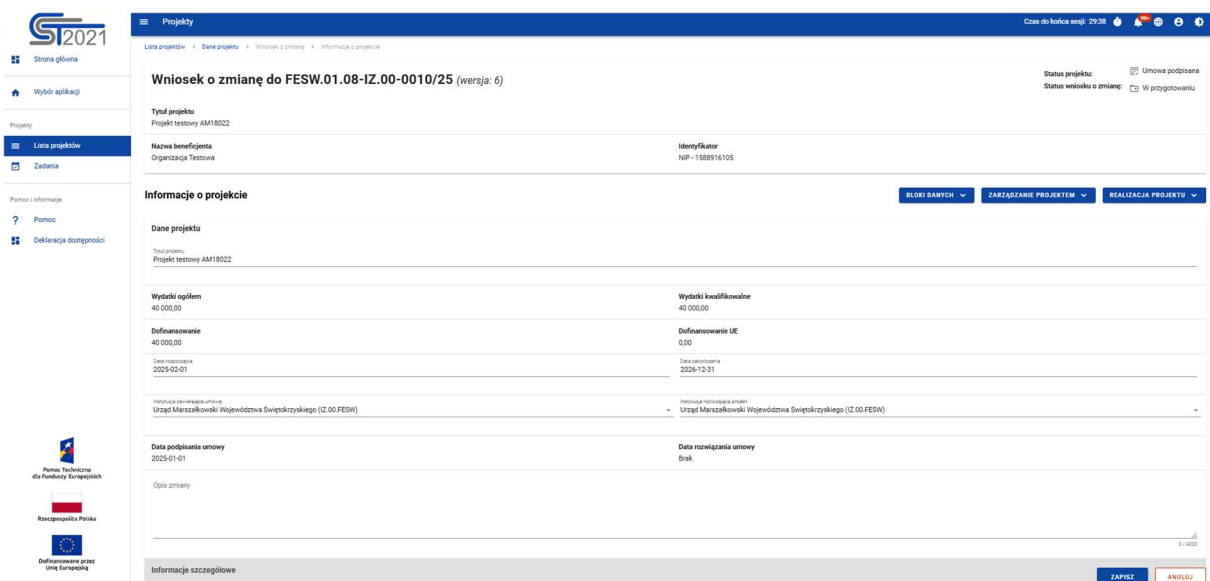 ST2021
Strona główna
Wybór aplikacji
Projekty
Lista projektów
Zadania
Pomoc i informacje
? Pomoc
Deklaracja dostępności
Pomoc Techniczna
dla Funduszy Europejskich
Rzeczpospolita Polska
Dofinansowane przez
Unię Europejską
Projekty
Czas do końca sesji: 29:38
99+
Lista projektów > Dane projektu > Wniosek o zmianę > Informacje o projekcie
Wniosek o zmianę do FESW.01.08-IZ.00-0010/25 (wersja: 6)
Status projektu: Umowa podpisana
Status wniosku o zmianę: W przygotowaniu
Tytuł projektu
Projekt testowy AM18022
Nazwa beneficjenta Identyfikator
Organizacja Testowa NIP - 1588916105
Informacje o projekcie BLOKI DANYCH ZARZĄDZANIE PROJEKTEM REALIZACJA PROJEKTU
Dane projektu
Tytuł projektu
Projekt testowy AM18022
Wydatki ogółem Wydatki kwalifikowalne
40 000,00 40 000,00
Dofinansowanie Dofinansowanie UE
40 000,00 0,00
Data rozpoczęcia Data zakończenia
2025-02-01 2026-12-31
Instytucja zawierająca umowę Instytucja rozliczająca projekt
Urząd Marszałkowski Województwa Świętokrzyskiego (IZ.00.FESW) Urząd Marszałkowski Województwa Świętokrzyskiego (IZ.00.FESW)
Data podpisania umowy Data rozwiązania umowy
2025-01-01 Brak
Opis zmiany
0 / 4000
Informacje szczegółowe
ZAPISZ ANULUJ